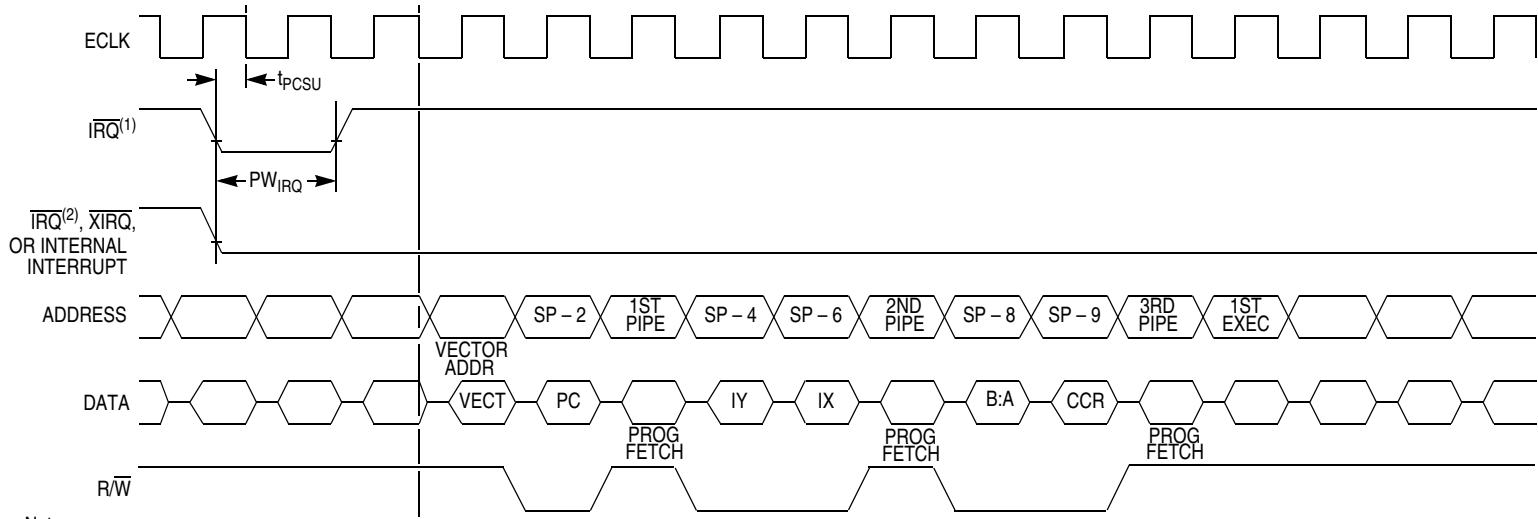 ECLK
tPCSU
IRQ(1)
PWIRQ
IRQ(2), XIRQ,
OR INTERNAL
INTERRUPT
ADDRESS
SP – 2
1ST
PIPE
SP – 4
SP – 6
2ND
PIPE
SP – 8
SP – 9
3RD
PIPE
1ST
EXEC
VECTOR
ADDR
DATA
VECT
PC
IY
IX
B:A
CCR
PROG
FETCH
PROG
FETCH
PROG
FETCH
R/W